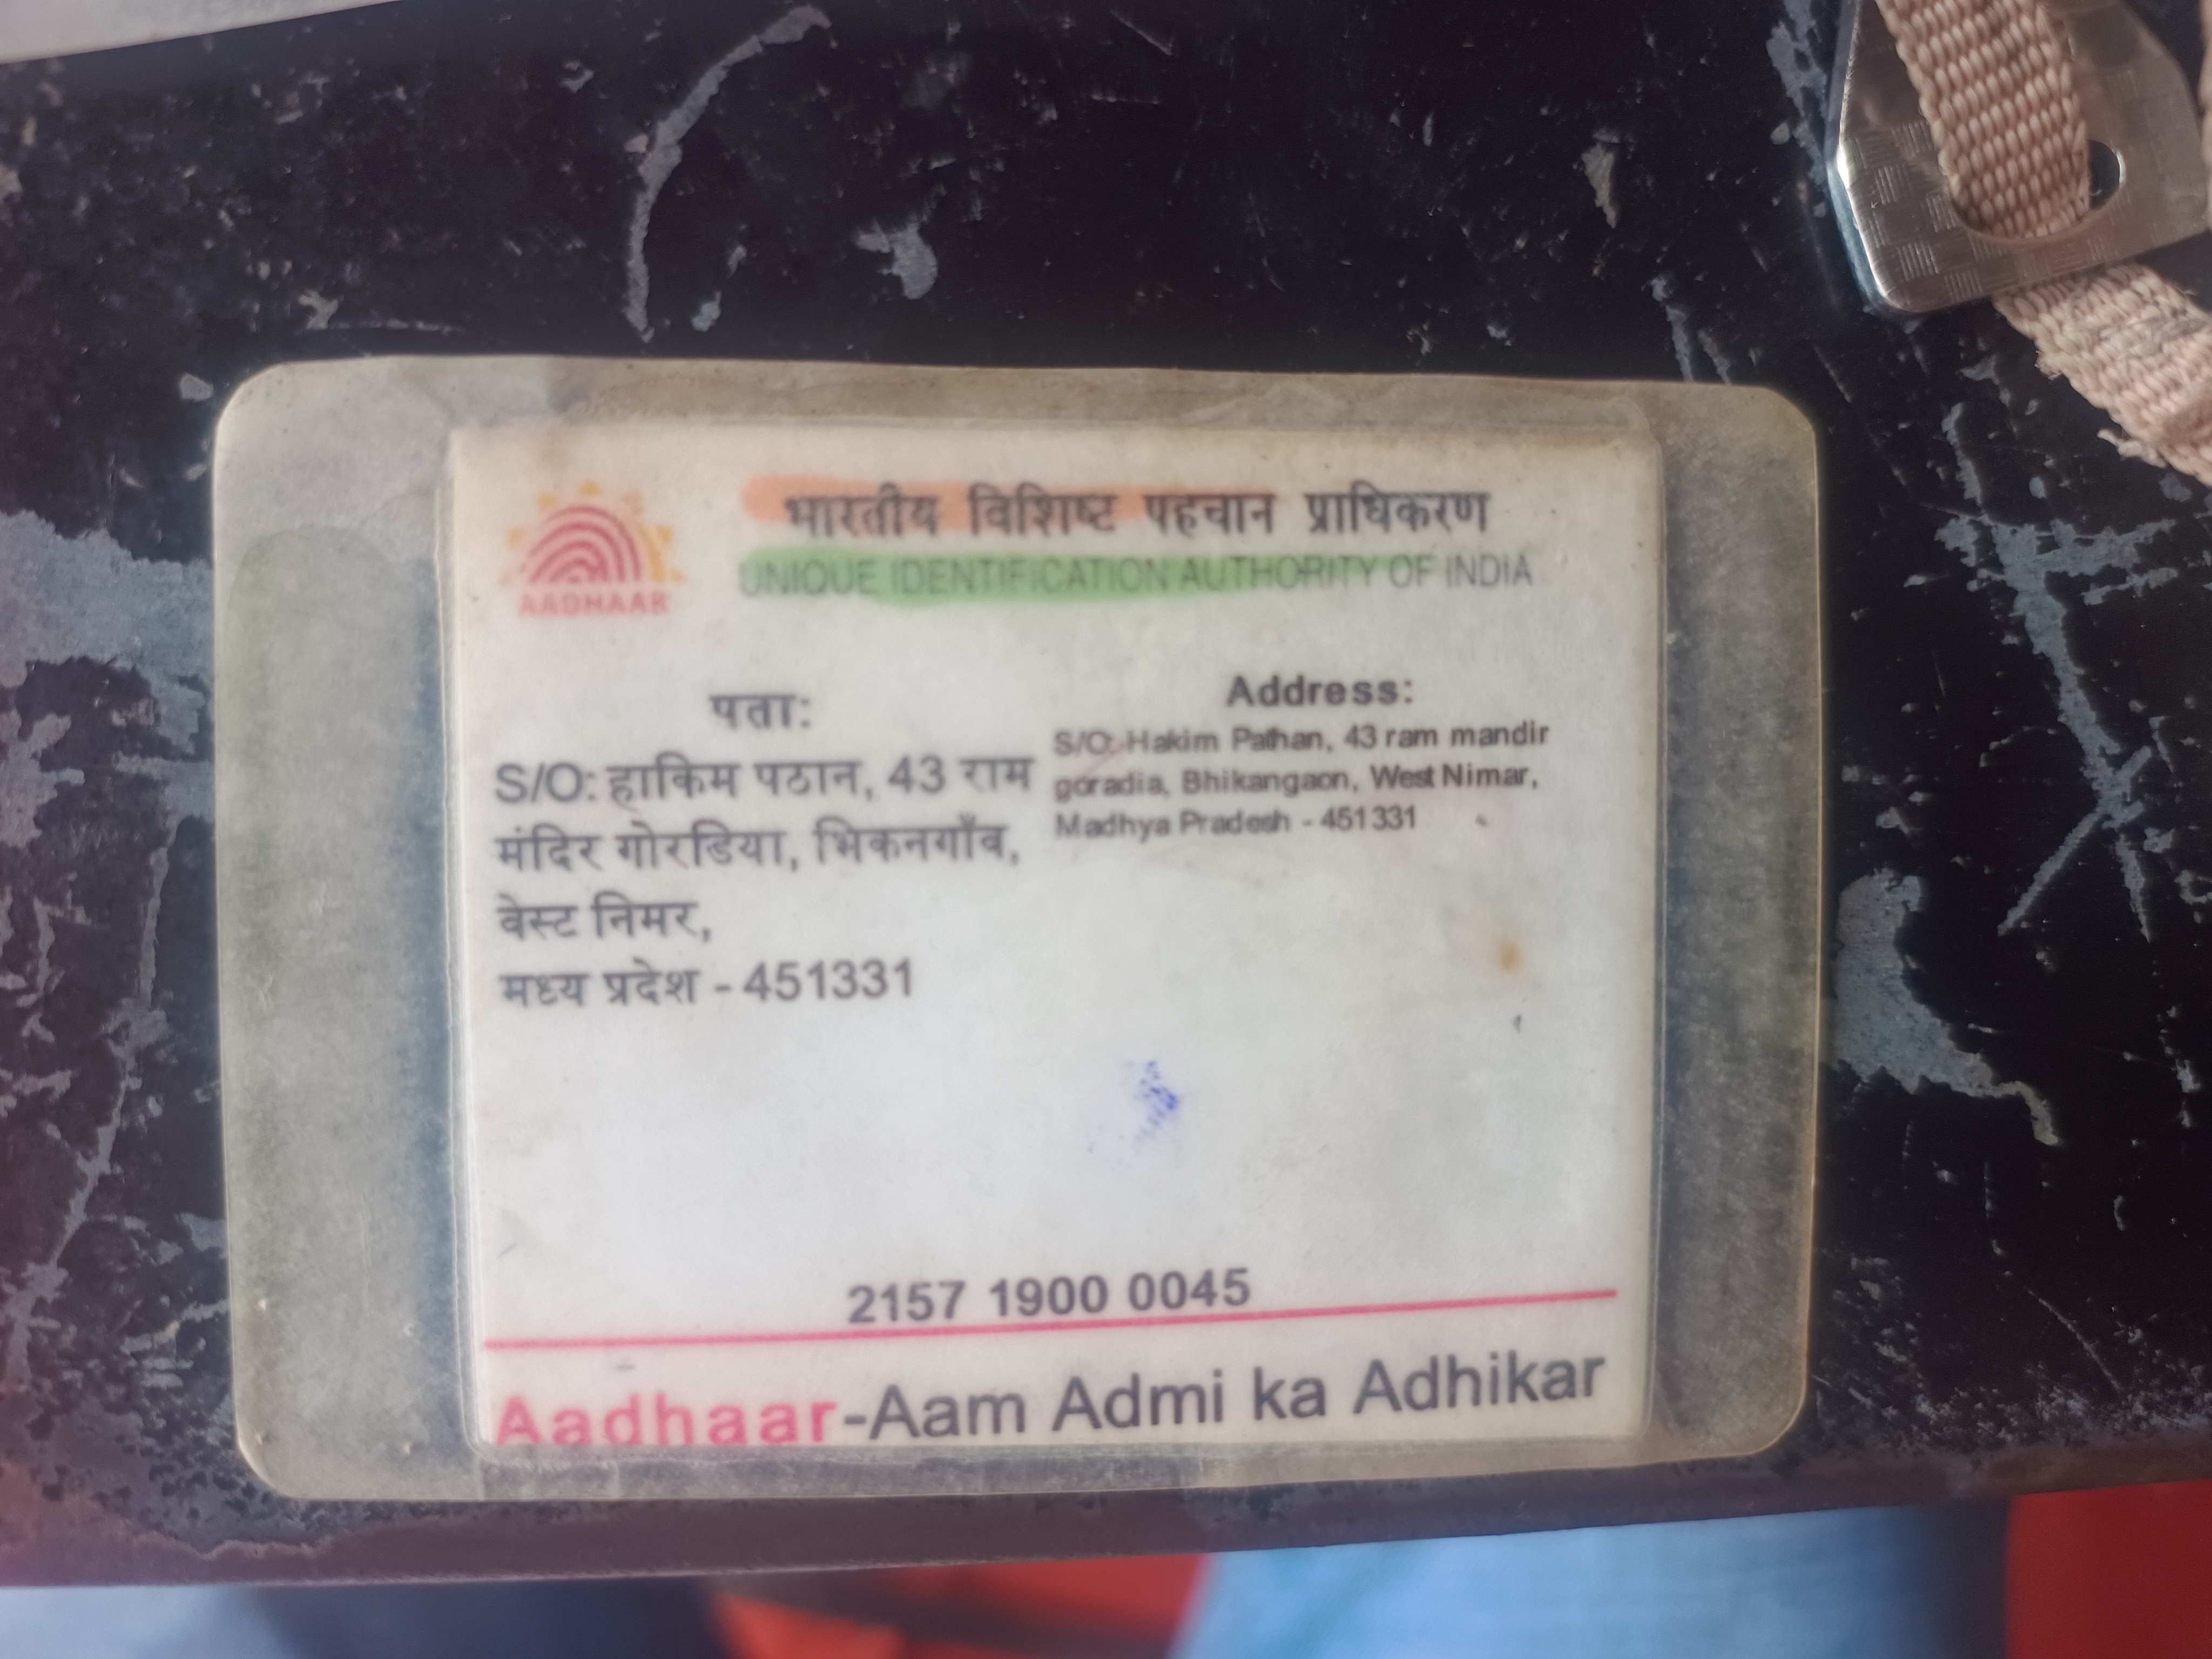 भारतीय विशिष्ट पहचान प्राधिकरण
UNIQUE IDENTIFICATION AUTHORITY OF INDIA
AADHAAR
पता:
S/O: हाकिम पठान, 43 राम
मंदिर गोरडिया, भिकनगाँव,
वेस्ट निमर,
मध्य प्रदेश - 451331
Address:
S/O: Hakim Pathan, 43 ram mandir
goradia, Bhikangaon, West Nimar,
Madhya Pradesh - 451331
2157 1900 0045
Aadhaar-Aam Admi ka Adhikar